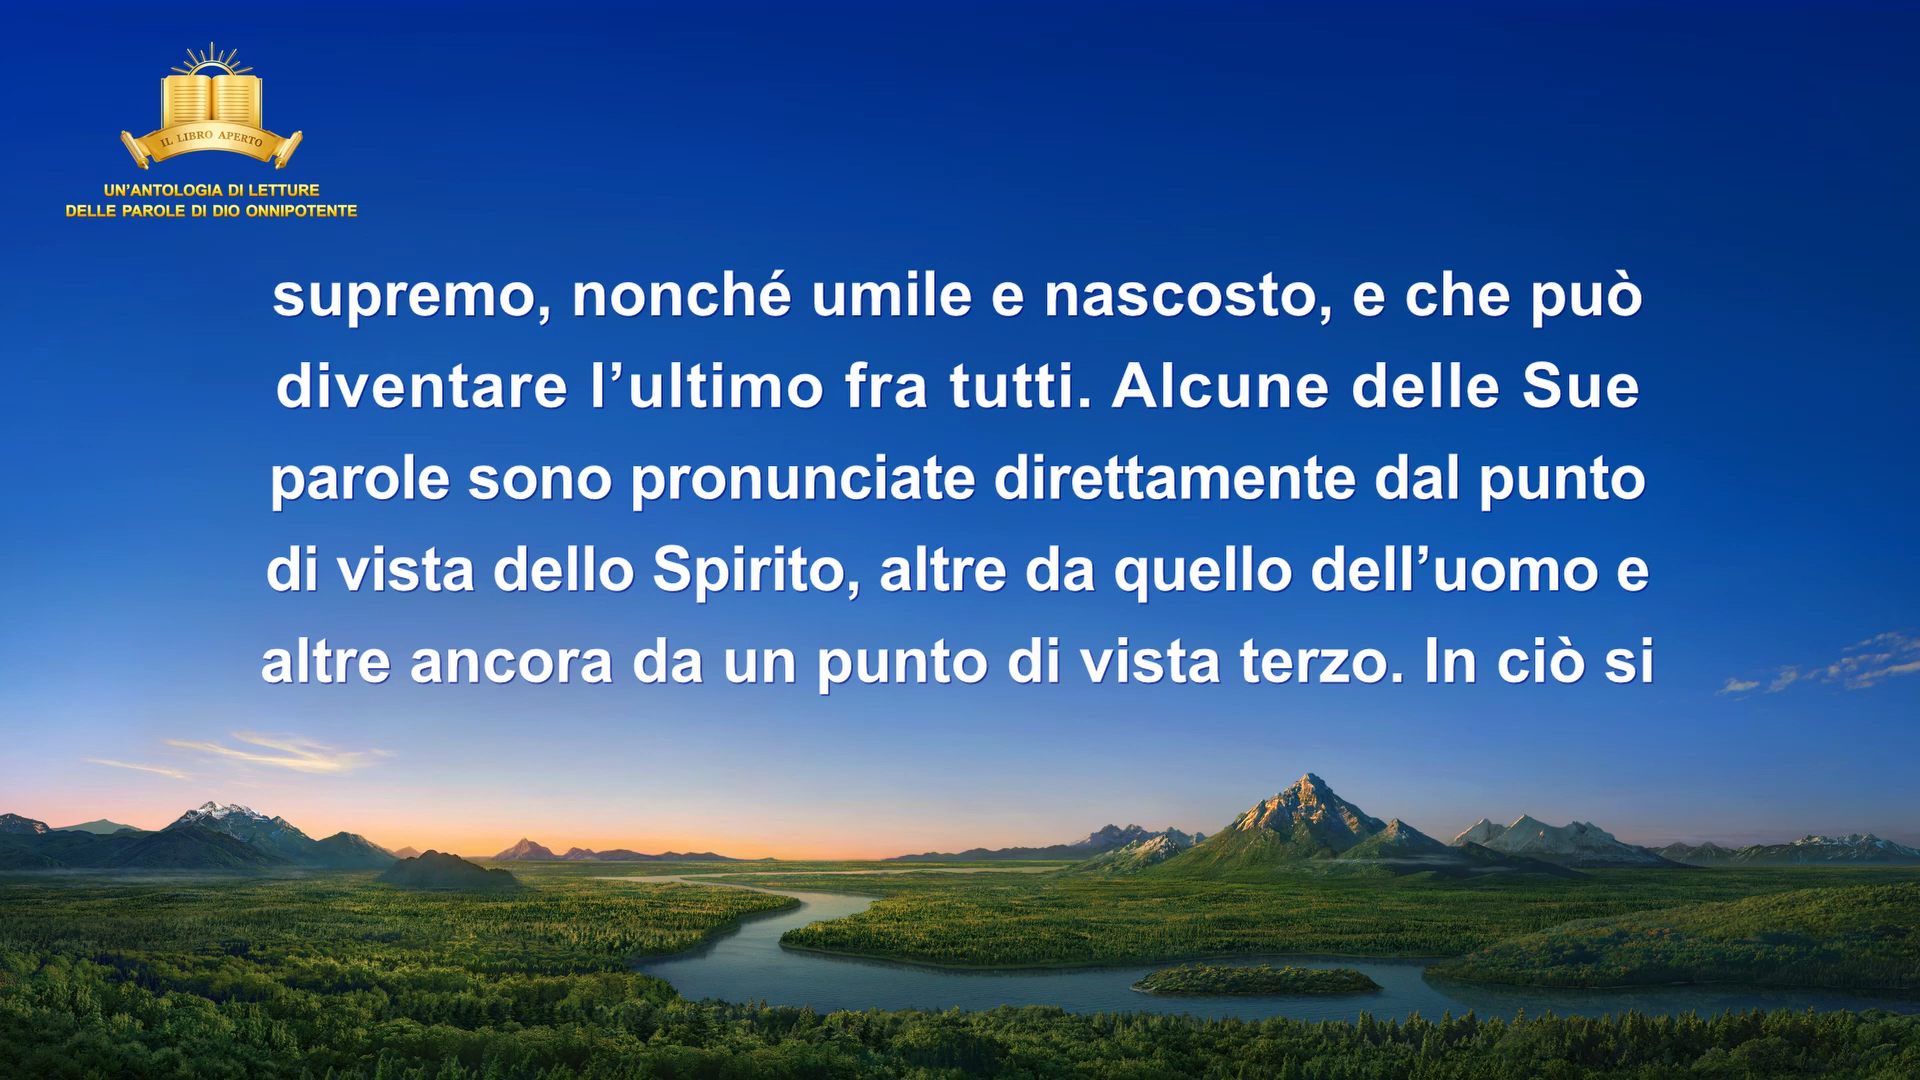 IL LIBRO APERTO
UN’ANTOLOGIA DI LETTURE
DELLE PAROLE DI DIO ONNIPOTENTE
supremo, nonché umile e nascosto, e che può
diventare l’ultimo fra tutti. Alcune delle Sue
parole sono pronunciate direttamente dal punto
di vista dello Spirito, altre da quello dell’uomo e
altre ancora da un punto di vista terzo. In ciò si